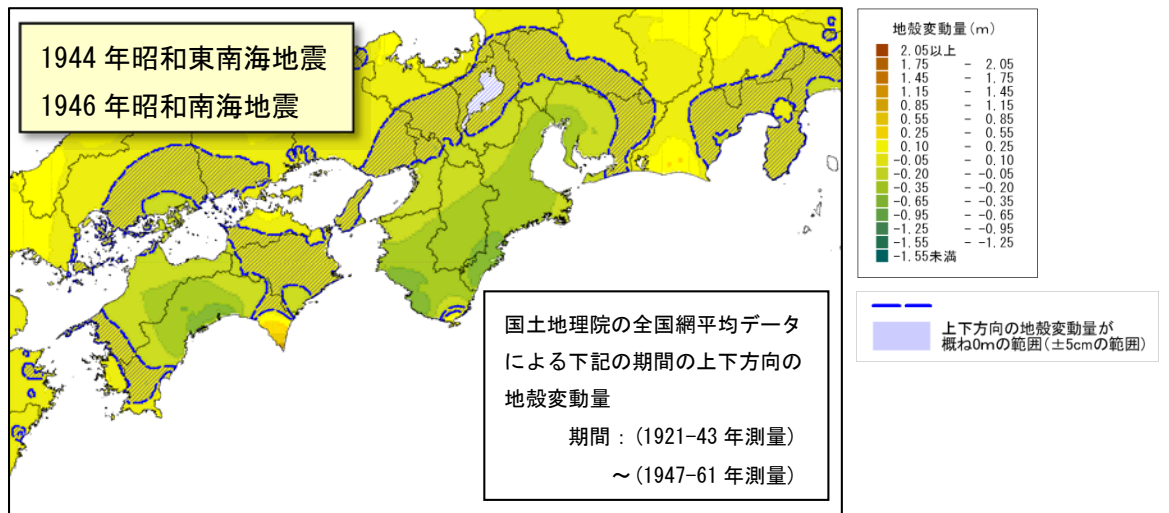 1944 年昭和東南海地震
1946 年昭和南海地震
国土地理院の全国網平均データ
による下記の期間の上下方向の
地殻変動量
期間：(1921-43 年測量)
～(1947-61 年測量)
地殻変動量(m)
2.05以上
1.75 - 2.05
1.45 - 1.75
1.15 - 1.45
0.85 - 1.15
0.55 - 0.85
0.25 - 0.55
0.10 - 0.25
-0.05 - 0.10
-0.20 - -0.05
-0.35 - -0.20
-0.65 - -0.35
-0.95 - -0.65
-1.25 - -0.95
-1.55 - -1.25
-1.55未満
上下方向の地殻変動量が
概ね0mの範囲(±5cmの範囲)